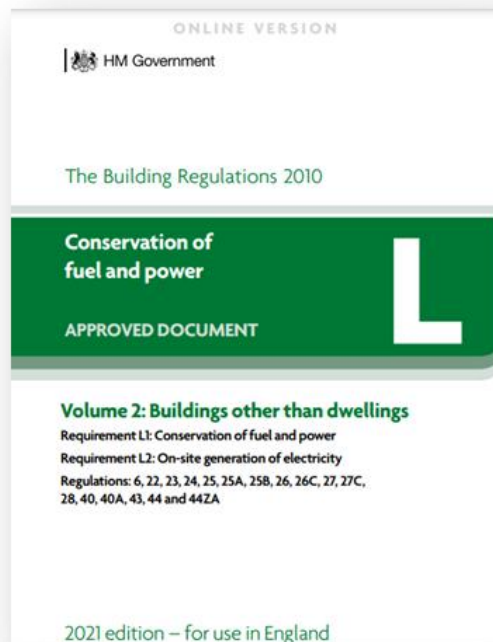 ONLINE VERSION
HM Government
The Building Regulations 2010
Conservation of
fuel and power
L
APPROVED DOCUMENT
Volume 2: Buildings other than dwellings
Requirement L1: Conservation of fuel and power
Requirement L2: On-site generation of electricity
Regulations: 6, 22, 23, 24, 25, 25A, 25B, 26, 26C, 27, 27C,
28, 40, 40A, 43, 44 and 44ZA
2021 edition – for use in England